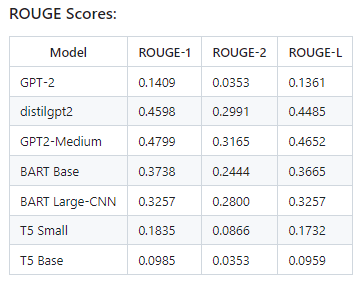 ROUGE Scores:
Model ROUGE-1 ROUGE-2 ROUGE-L
GPT-2 0.1409 0.0353 0.1361
distilgpt2 0.4598 0.2991 0.4485
GPT2-Medium 0.4799 0.3165 0.4652
BART Base 0.3738 0.2444 0.3665
BART Large-CNN 0.3257 0.2800 0.3257
T5 Small 0.1835 0.0866 0.1732
T5 Base 0.0985 0.0353 0.0959